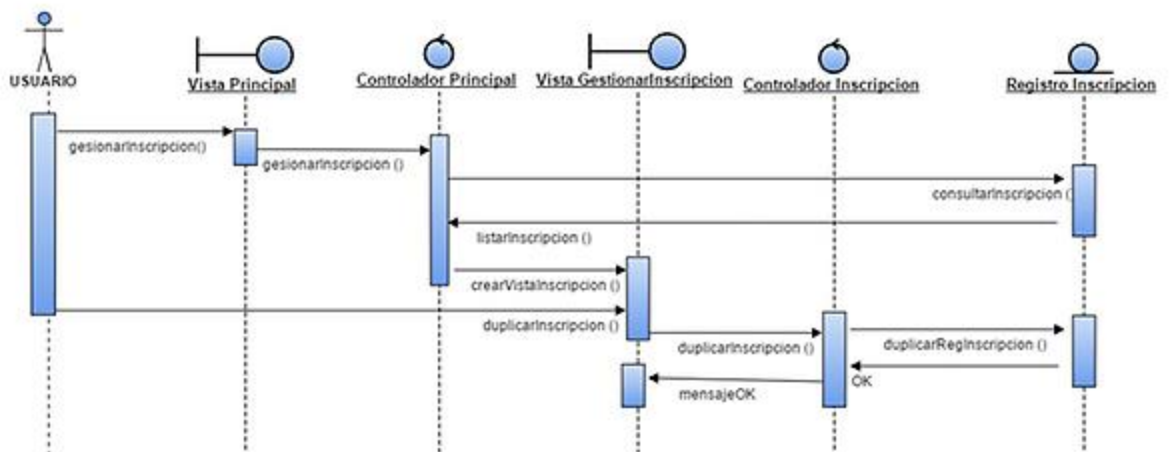 USUARIO
Vista Principal
Controlador Principal
Vista GestionarInscripcion
Controlador Inscripcion
Registro Inscripcion
gesionarInscripcion()
gesionarInscripcion ()
consultarInscripcion (
listarInscripcion ()
crearVistaInscripcion ()
duplicarInscripcion ()
duplicarInscripcion ()
duplicarRegInscripcion ()
OK
mensajeOK